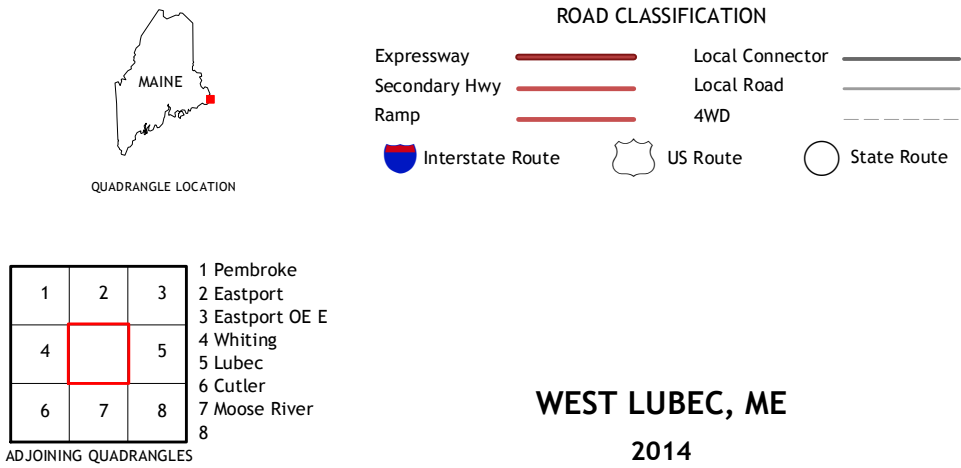 MAINE
QUADRANGLE LOCATION
ROAD CLASSIFICATION
Expressway
Secondary Hwy
Ramp
Local Connector
Local Road
4WD
Interstate Route
US Route
State Route
1 2 3
4 5
6 7 8
1 Pembroke
2 Eastport
3 Eastport OE E
4 Whiting
5 Lubec
6 Cutler
7 Moose River
8
ADJOINING QUADRANGLES
WEST LUBEC, ME
2014